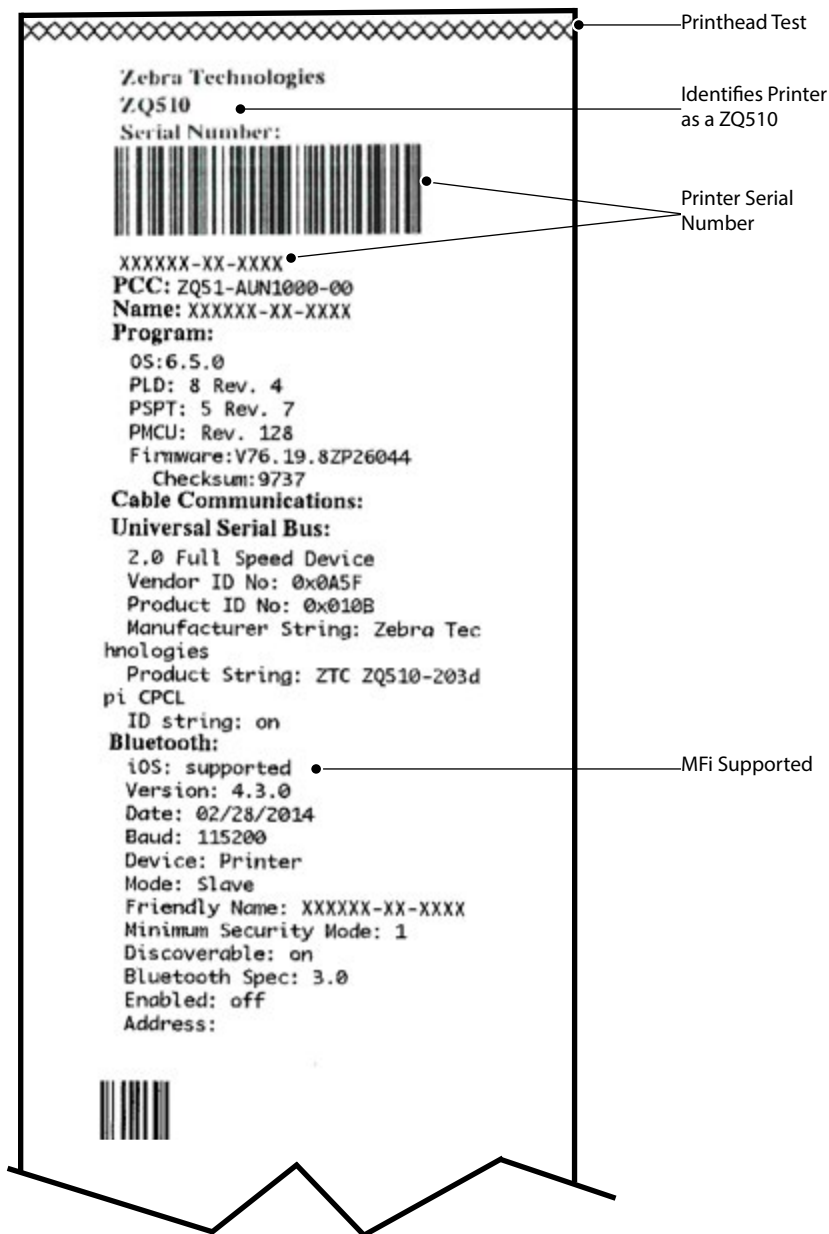 Printhead Test
Zebra Technologies
ZQ510
Identifies Printer
as a ZQ510
Serial Number:
Printer Serial
Number
XXXXXX-XX-XXXX
PCC: ZQ51-AUN1000-00
Name: XXXXXX-XX-XXXX
Program:
OS:6.5.0
PLD: 8 Rev. 4
PSPT: 5 Rev. 7
PMCU: Rev. 128
Firmware:V76.19.8ZP26044
Checksum:9737
Cable Communications:
Universal Serial Bus:
2.0 Full Speed Device
Vendor ID No: 0x0A5F
Product ID No: 0x010B
Manufacturer String: Zebra Tec
hnologies
Product String: ZTC ZQ510-203d
pi CPCL
ID string: on
Bluetooth:
iOS: supported
MFi Supported
Version: 4.3.0
Date: 02/28/2014
Baud: 115200
Device: Printer
Mode: Slave
Friendly Name: XXXXXX-XX-XXXX
Minimum Security Mode: 1
Discoverable: on
Bluetooth Spec: 3.0
Enabled: off
Address: